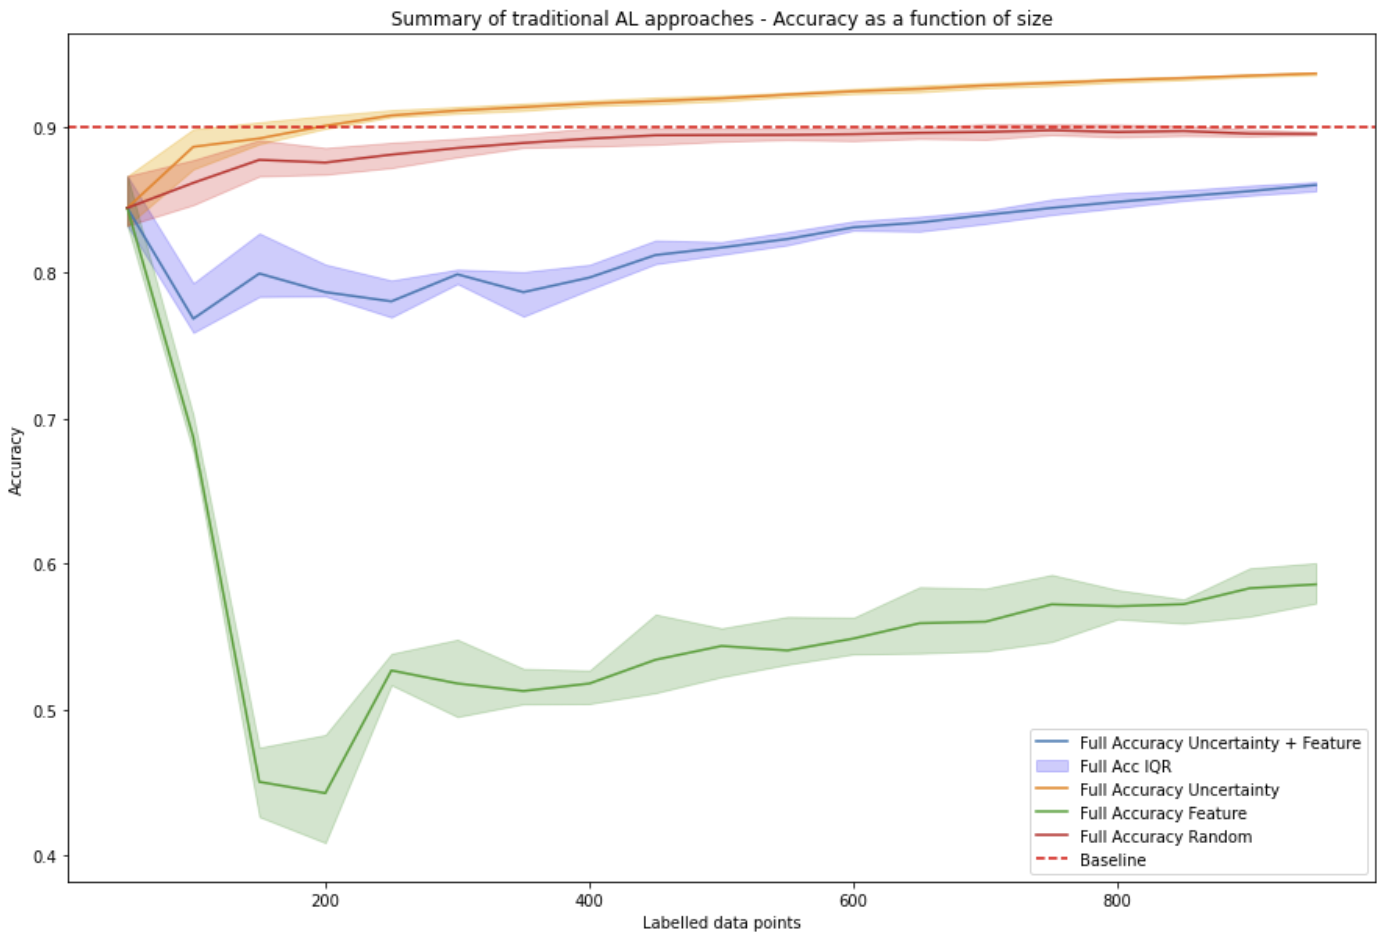 Summary of traditional AL approaches - Accuracy as a function of size
Accuracy
0.9
0.8
0.7
0.6
0.5
0.4
200
400
600
800
Labelled data points
Full Accuracy Uncertainty + Feature
Full Acc IQR
Full Accuracy Uncertainty
Full Accuracy Feature
Full Accuracy Random
Baseline